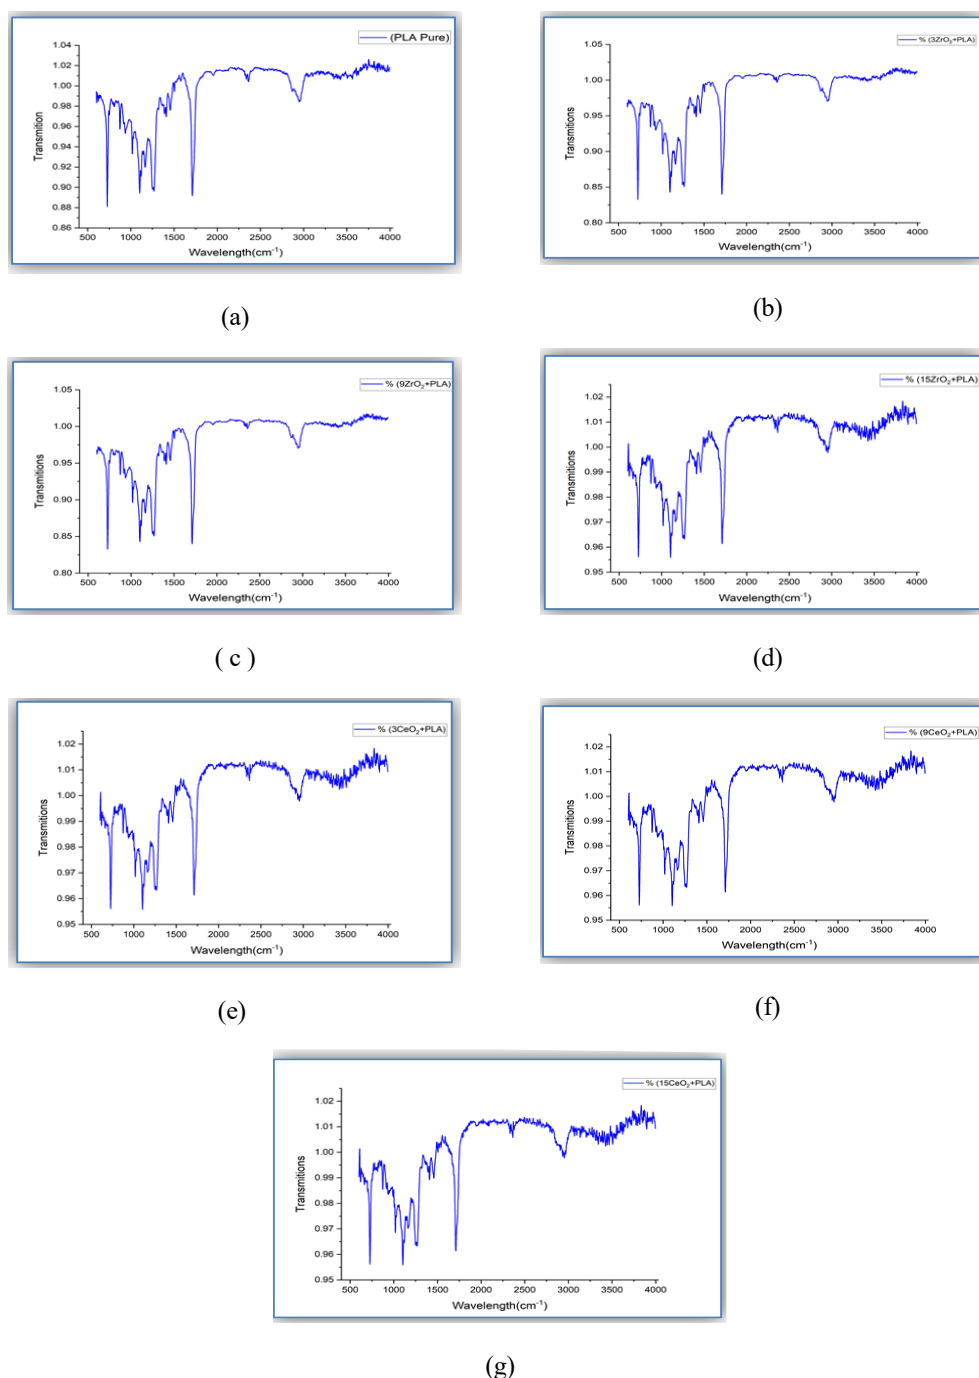 (PLA Pure)
1.04
1.02
1.00
0.98
0.96
0.94
0.92
0.90
0.88
0.86
Transmition
500 1000 1500 2000 2500 3000 3500 4000
Wavelength(cm⁻¹)
(a)
% (3ZrO₂+PLA)
1.05
1.00
0.95
0.90
0.85
0.80
Transmitions
500 1000 1500 2000 2500 3000 3500 4000
Wavelength(cm⁻¹)
(b)
% (9ZrO₂+PLA)
1.05
1.00
0.95
0.90
0.85
0.80
Transmitions
500 1000 1500 2000 2500 3000 3500 4000
Wavelength(cm⁻¹)
( c )
% (15ZrO₂+PLA)
1.02
1.01
1.00
0.99
0.98
0.97
0.96
0.95
Transmitions
500 1000 1500 2000 2500 3000 3500 4000
Wavelength(cm⁻¹)
(d)
% (3CeO₂+PLA)
1.02
1.01
1.00
0.99
0.98
0.97
0.96
0.95
Transmitions
500 1000 1500 2000 2500 3000 3500 4000
Wavelength(cm⁻¹)
(e)
% (9CeO₂+PLA)
1.02
1.01
1.00
0.99
0.98
0.97
0.96
0.95
Transmitions
500 1000 1500 2000 2500 3000 3500 4000
Wavelength(cm⁻¹)
(f)
% (15CeO₂+PLA)
1.02
1.01
1.00
0.99
0.98
0.97
0.96
0.95
Transmitions
500 1000 1500 2000 2500 3000 3500 4000
Wavelength(cm⁻¹)
(g)